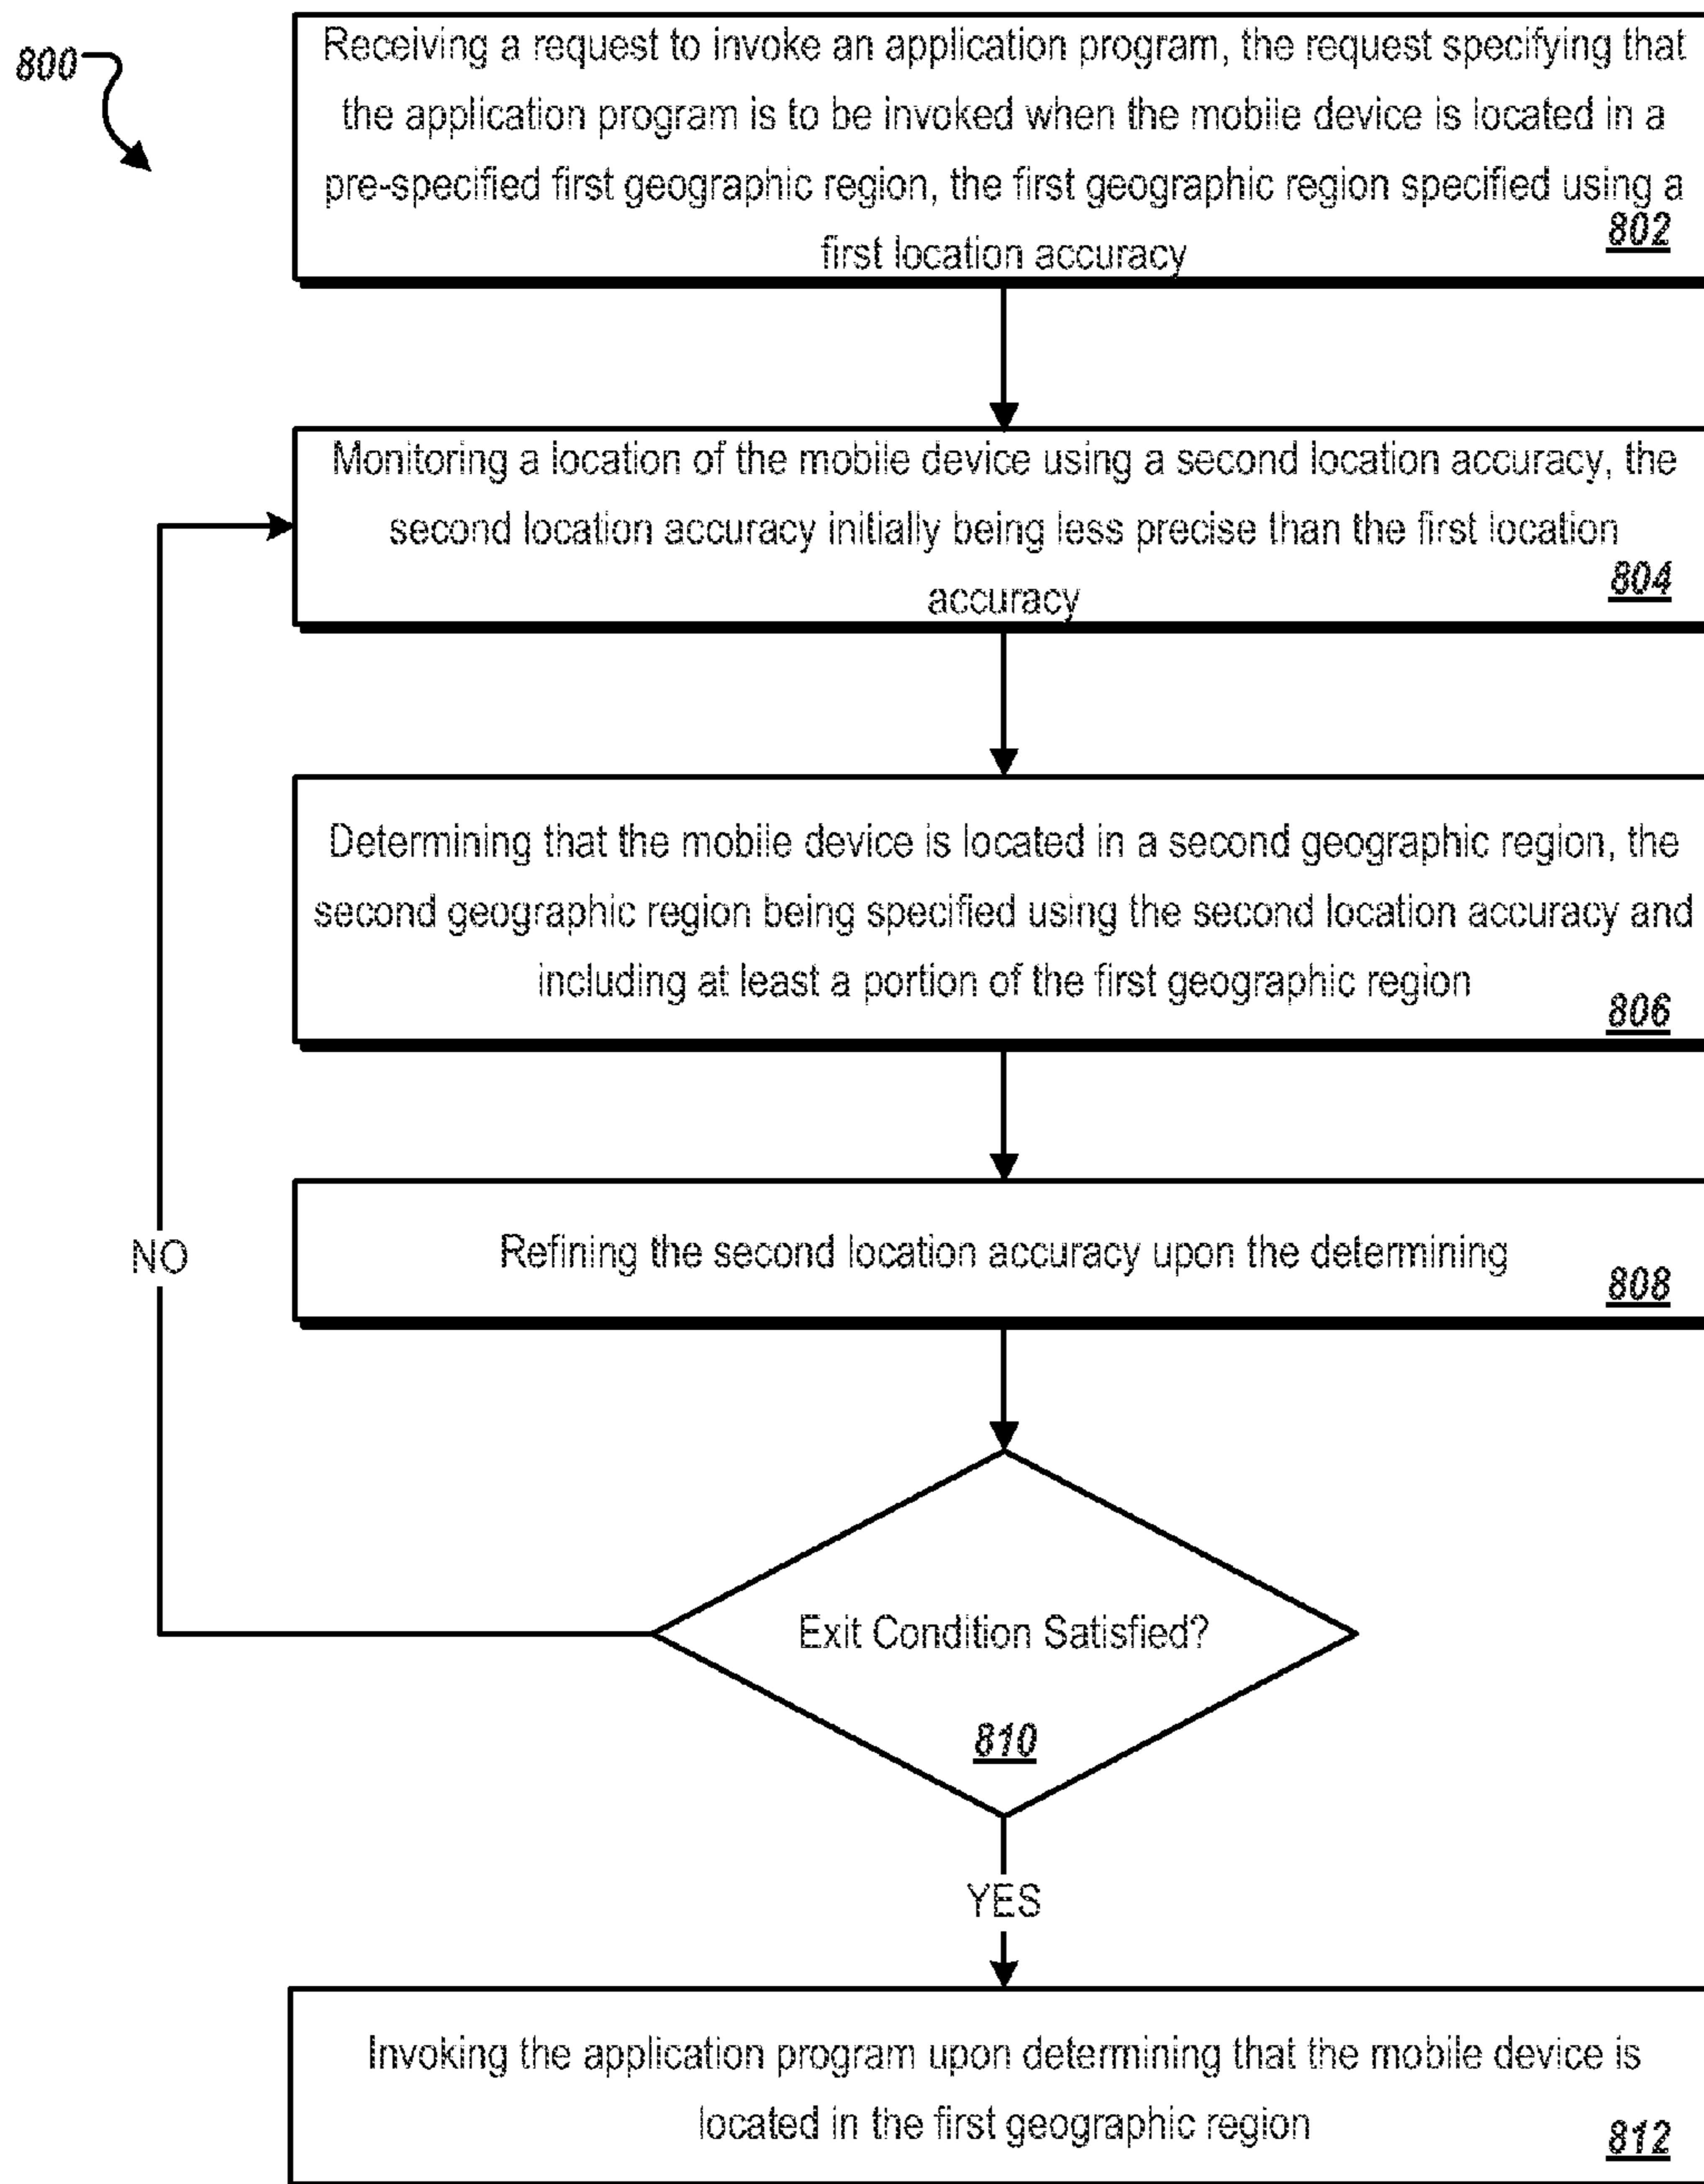 800
Receiving a request to invoke an application program, the request specifying that
the application program is to be invoked when the mobile device is located in a
pre-specified first geographic region, the first geographic region specified using a
first location accuracy
802
Monitoring a location of the mobile device using a second location accuracy, the
second location accuracy initially being less precise than the first location
accuracy
804
Determining that the mobile device is located in a second geographic region, the
second geographic region being specified using the second location accuracy and
including at least a portion of the first geographic region
806
Refining the second location accuracy upon the determining
808
NO
Exit Condition Satisfied?
810
YES
Invoking the application program upon determining that the mobile device is
located in the first geographic region
812